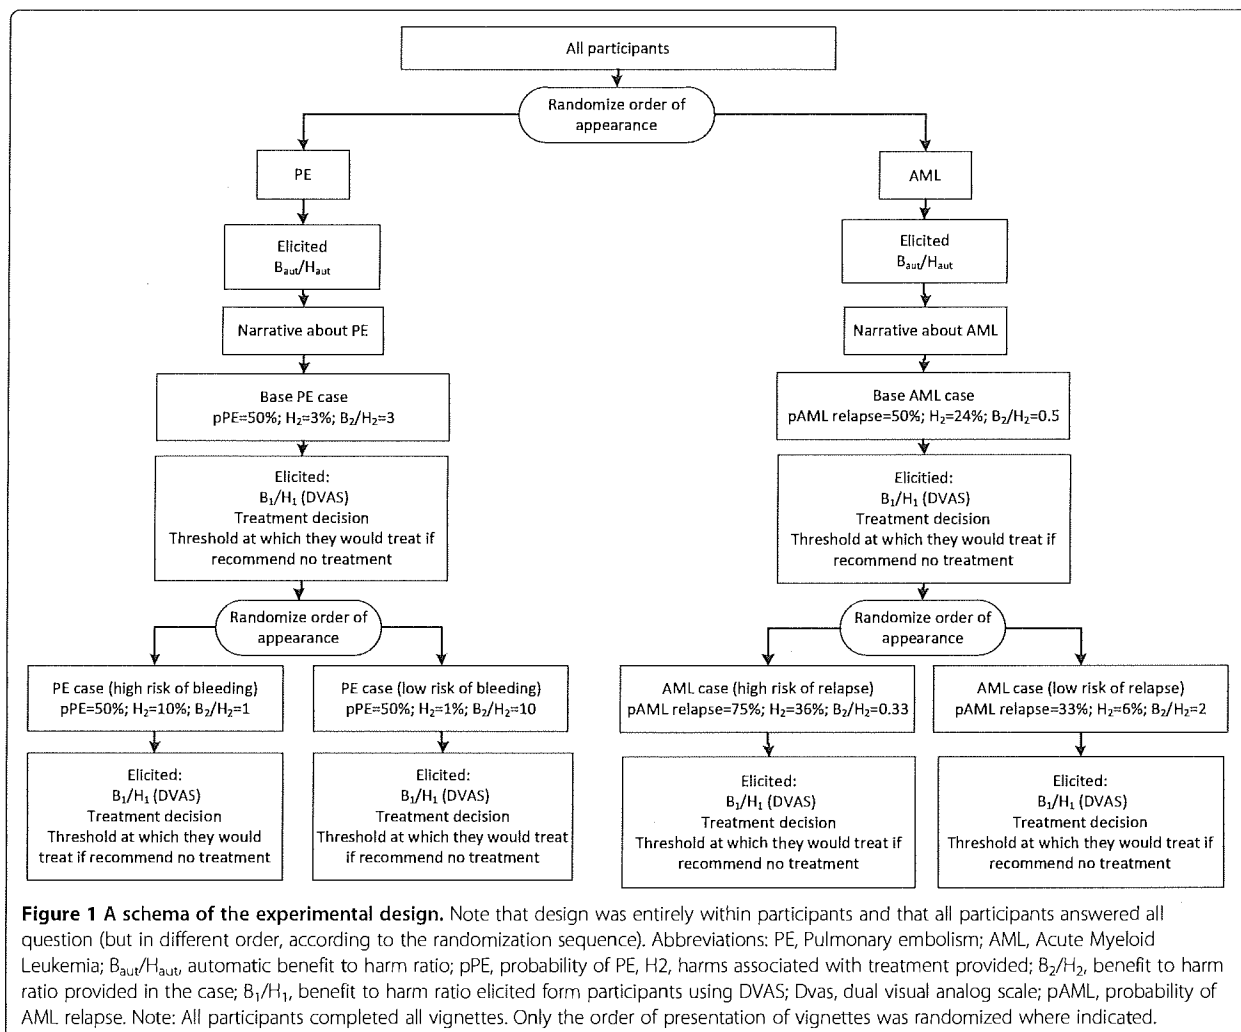 All participants
Randomize order of
appearance
PE
AML
Elicited
Baut/Haut
Elicited
Baut/Haut
Narrative about PE
Narrative about AML
Base PE case
pPE=50%; H2=3%; B2/H2=3
Base AML case
pAML relapse=50%; H2=24%; B2/H2=0.5
Elicited:
B1/H1 (DVAS)
Treatment decision
Threshold at which they would treat if
recommend no treatment
Elicitied:
B1/H1 (DVAS)
Treatment decision
Threshold at which they would treat if
recommend no treatment
Randomize order of
appearance
Randomize order of
appearance
PE case (high risk of bleeding)
pPE=50%; H2=10%; B2/H2=1
PE case (low risk of bleeding)
pPE=50%; H2=1%; B2/H2=10
AML case (high risk of relapse)
pAML relapse=75%; H2=36%; B2/H2=0.33
AML case (low risk of relapse)
pAML relapse=33%; H2=6%; B2/H2=2
Elicited:
B1/H1 (DVAS)
Treatment decision
Threshold at which they would
treat if recommend no treatment
Elicited:
B1/H1 (DVAS)
Treatment decision
Threshold at which they would treat
if recommend no treatment
Elicited:
B1/H1 (DVAS)
Treatment decision
Threshold at which they would treat if
recommend no treatment
Elicited:
B1/H1 (DVAS)
Treatment decision
Threshold at which they would treat if
recommend no treatment
Figure 1 A schema of the experimental design. Note that design was entirely within participants and that all participants answered all
question (but in different order, according to the randomization sequence). Abbreviations: PE, Pulmonary embolism; AML, Acute Myeloid
Leukemia; Baut/Haut, automatic benefit to harm ratio; pPE, probability of PE, H2, harms associated with treatment provided; B2/H2, benefit to harm
ratio provided in the case; B1/H1, benefit to harm ratio elicited form participants using DVAS; Dvas, dual visual analog scale; pAML, probability of
AML relapse. Note: All participants completed all vignettes. Only the order of presentation of vignettes was randomized where indicated.